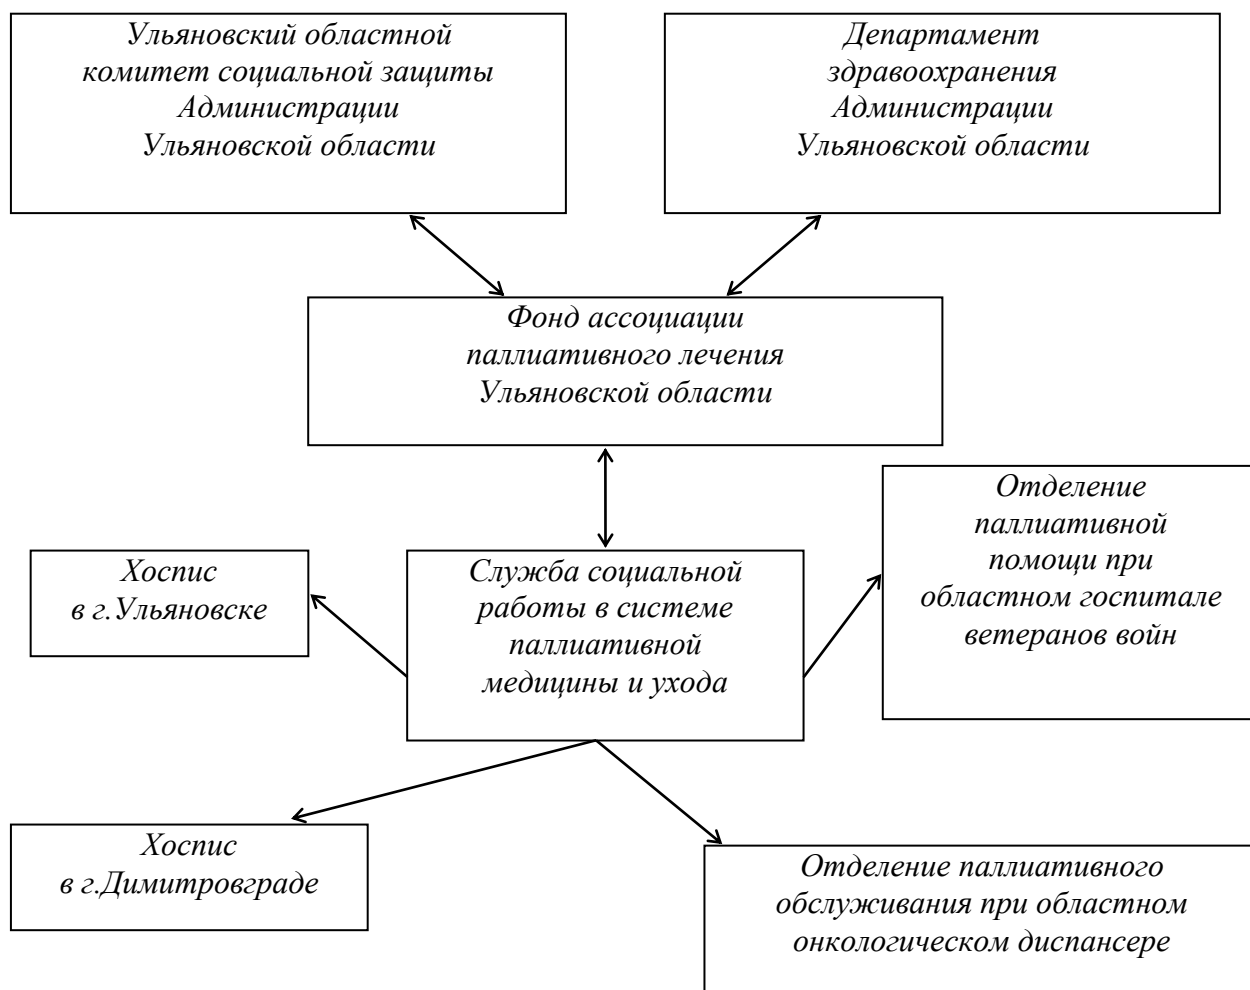 Ульяновский областной
комитет социальной защиты
Администрации
Ульяновской области
Департамент
здравоохранения
Администрации
Ульяновской области
Фонд ассоциации
паллиативного лечения
Ульяновской области
Отделение
паллиативной
помощи при
областном госпитале
ветеранов войн
Хоспис
в г.Ульяновске
Служба социальной
работы в системе
паллиативной
медицины и ухода
Хоспис
в г.Димитровграде
Отделение паллиативного
обслуживания при областном
онкологическом диспансере